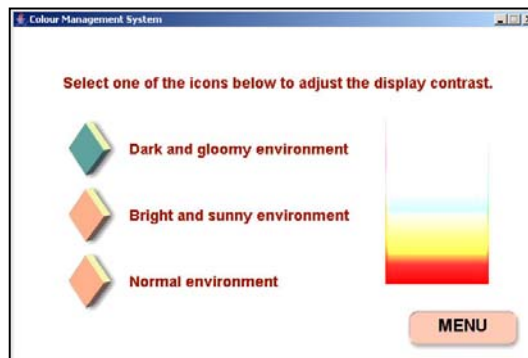 Colour Management System
Select one of the icons below to adjust the display contrast.
Dark and gloomy environment
Bright and sunny environment
Normal environment
MENU